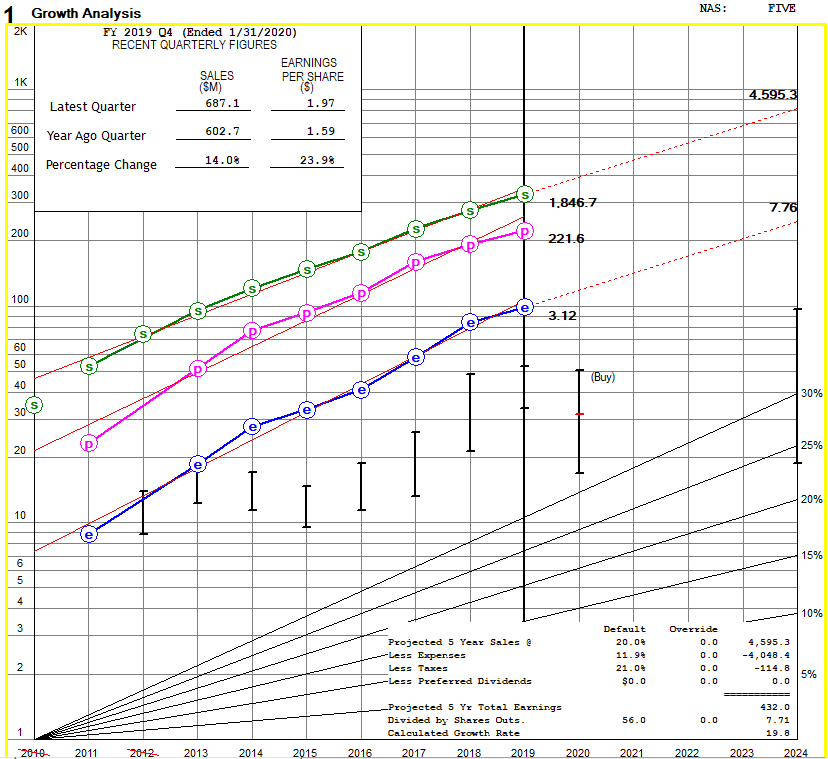 1 Growth Analysis
NAS: FIVE
FY 2019 Q4 (Ended 1/31/2020)
RECENT QUARTERLY FIGURES
SALES ($M)
EARNINGS PER SHARE ($)
Latest Quarter 687.1 1.97
Year Ago Quarter 602.7 1.59
Percentage Change 14.0% 23.9%
2K
1K
600
500
400
300
200
100
60
50
40
30
20
10
6
5
4
3
2
1
4,595.3
7.76
1,846.7
221.6
3.12
s s s s s s s s s s
p p p p p p p p
e e e e e e e e
(Buy)
30%
25%
20%
15%
10%
5%
Default Override
Projected 5 Year Sales @ 20.0% 0.0 4,595.3
Less Expenses 11.9% 0.0 -4,048.4
Less Taxes 21.0% 0.0 -114.8
Less Preferred Dividends $0.0 0.0 0.0
===========
Projected 5 Yr Total Earnings 432.0
Divided by Shares Outs. 56.0 0.0 7.71
Calculated Growth Rate 19.8
2010 2011 2012 2013 2014 2015 2016 2017 2018 2019 2020 2021 2022 2023 2024